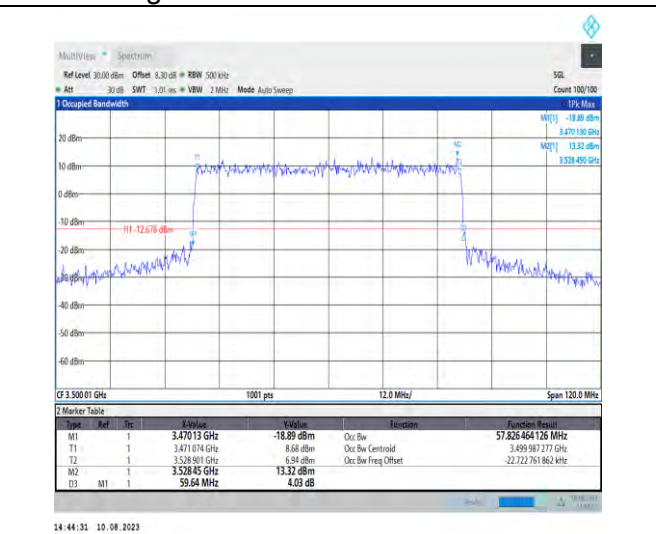 MultiView Spectrum
Ref Level 30.00 dBm Offset 8.30 dB RBW 500 kHz SGL
Att 30 dB SWT 1.01 ms VBW 2 MHz Mode Auto Sweep Count 100/100
1 Occupied Bandwidth 1Pk Max
M1[1] -18.89 dBm
3.470 130 GHz
M2[1] 13.32 dBm
3.528 450 GHz
20 dBm
10 dBm
0 dBm
-10 dBm
H1 -12.676 dBm
-20 dBm
-30 dBm
-40 dBm
-50 dBm
-60 dBm
M2
T1
M1
CF 3.500 01 GHz 1001 pts 12.0 MHz/ Span 120.0 MHz
2 Marker Table
Type Ref Trc X-Value Y-Value Function Function Result
M1 1 3.47013 GHz -18.89 dBm Occ Bw 57.826 464 126 MHz
T1 1 3.471 074 GHz 8.68 dBm Occ Bw Centroid 3.499 987 277 GHz
T2 1 3.528 901 GHz 6.94 dBm Occ Bw Freq Offset -22.722 761 862 kHz
M2 1 3.52845 GHz 13.32 dBm
D3 M1 1 59.64 MHz 4.03 dB
14:44:31 10.08.2023